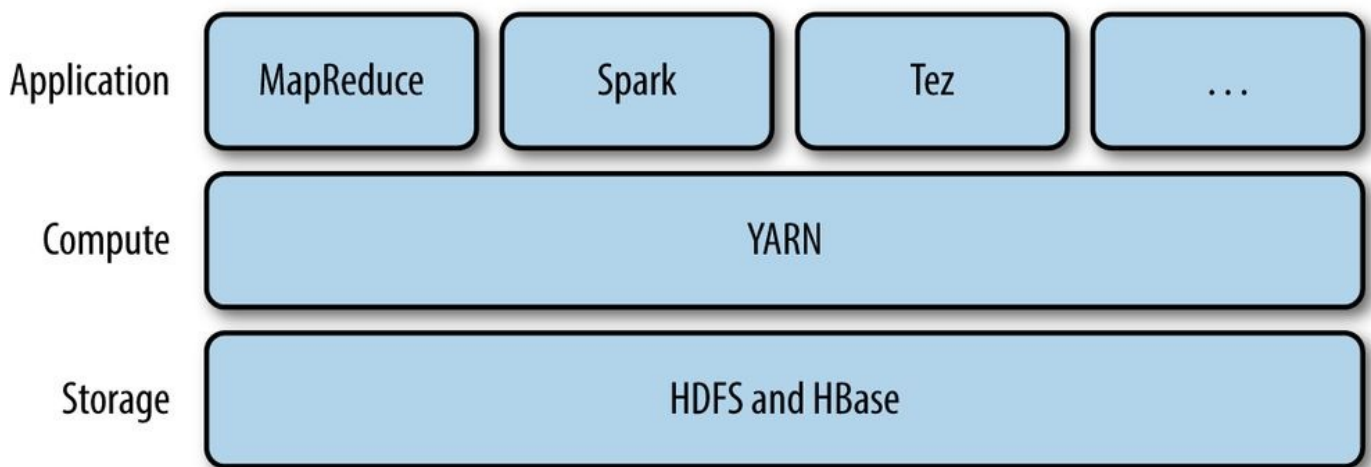 Application MapReduce Spark Tez ...
Compute YARN
Storage HDFS and HBase